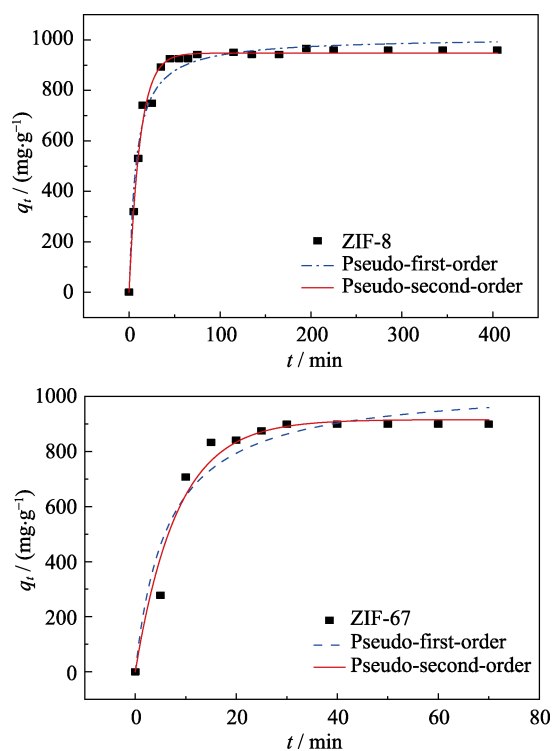 1000
800
600
400
200
0
qt / (mg·g⁻¹)
ZIF-8
Pseudo-first-order
Pseudo-second-order
0 100 200 300 400
t / min
1000
800
600
400
200
0
qt / (mg·g⁻¹)
ZIF-67
Pseudo-first-order
Pseudo-second-order
0 20 40 60 80
t / min